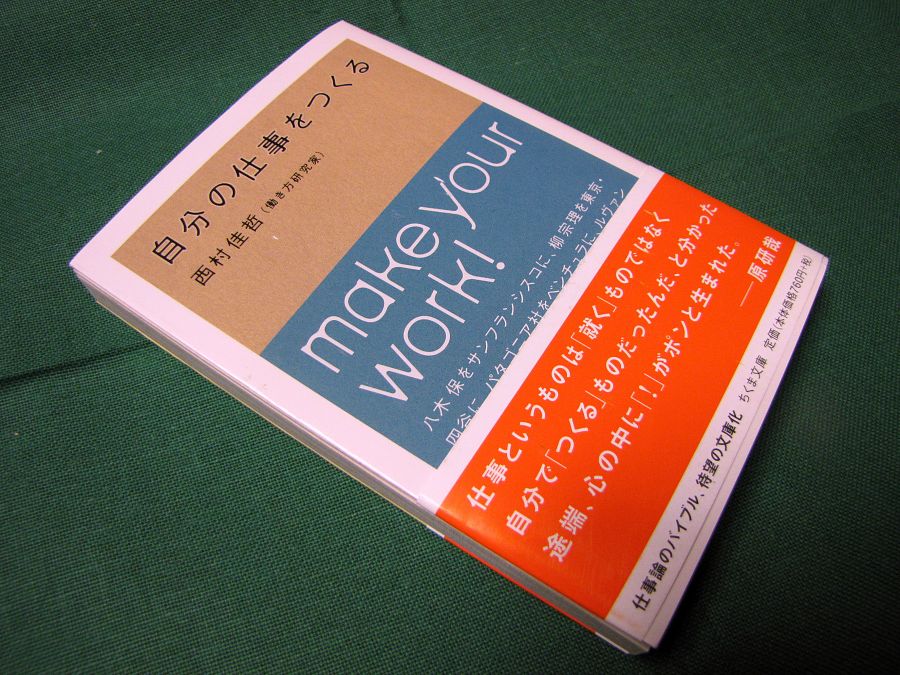 自分の仕事をつくる
西村佳哲（働き方研究家）
make your
work!
八木 保をサンフランシスコに、柳宗理を東京・
四谷に、パタゴニア社をベンチュラに、ルヴァン
仕事というものは「就く」ものではなく
自分で「つくる」ものだったんだ、と分かった
途端、心の中に「！」がポンと生まれた。
──原研哉
仕事論のバイブル、待望の文庫化 ちくま文庫 定価（本体価格760円＋税）